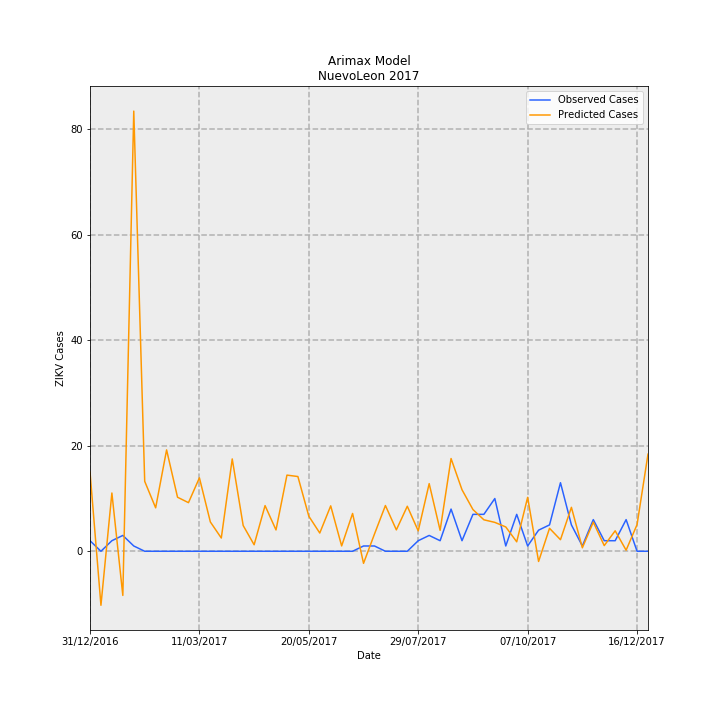 Arimax Model
NuevoLeon 2017
Observed Cases
Predicted Cases
80
60
40
20
0
ZIKV Cases
31/12/2016 11/03/2017 20/05/2017 29/07/2017 07/10/2017 16/12/2017
Date